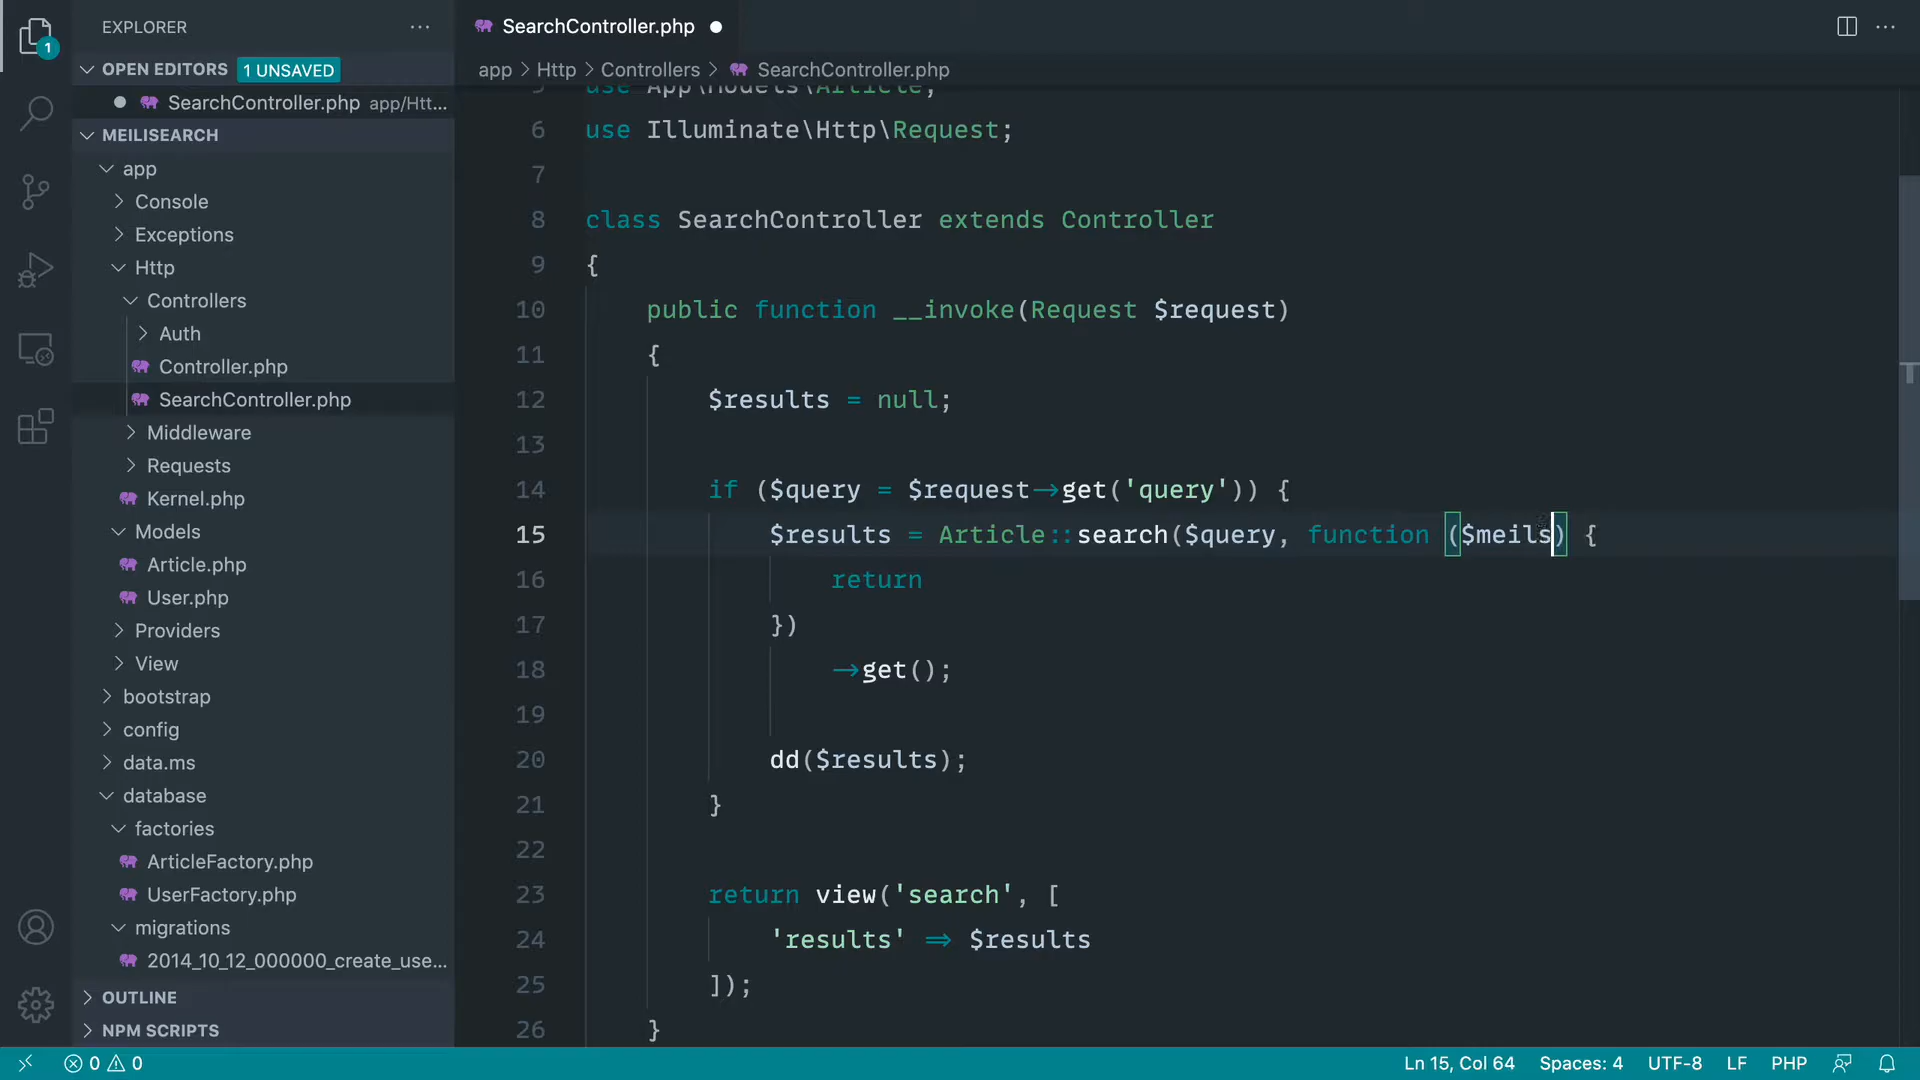 EXPLORER
OPEN EDITORS 1 UNSAVED
SearchController.php app/Htt...
MEILISEARCH
app
Console
Exceptions
Http
Controllers
Auth
Controller.php
SearchController.php
Middleware
Requests
Kernel.php
Models
Article.php
User.php
Providers
View
bootstrap
config
data.ms
database
factories
ArticleFactory.php
UserFactory.php
migrations
2014_10_12_000000_create_use...
OUTLINE
NPM SCRIPTS
1
SearchController.php
app > Http > Controllers > SearchController.php
5 use App\Models\Article;
6 use Illuminate\Http\Request;
7
8 class SearchController extends Controller
9 {
10 public function __invoke(Request $request)
11 {
12 $results = null;
13
14 if ($query = $request->get('query')) {
15 $results = Article::search($query, function ($meils) {
16 return
17 })
18 ->get();
19
20 dd($results);
21 }
22
23 return view('search', [
24 'results' => $results
25 ]);
26 }
0 0
Ln 15, Col 64 Spaces: 4 UTF-8 LF PHP